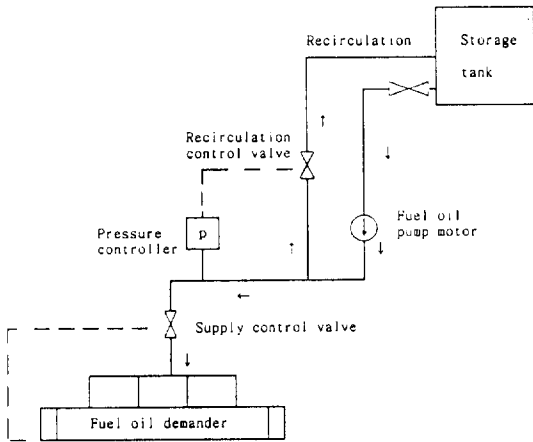 Recirculation
Storage
tank
Recirculation
control valve
Fuel oil
pump motor
Pressure
controller
P
Supply control valve
Fuel oil demander